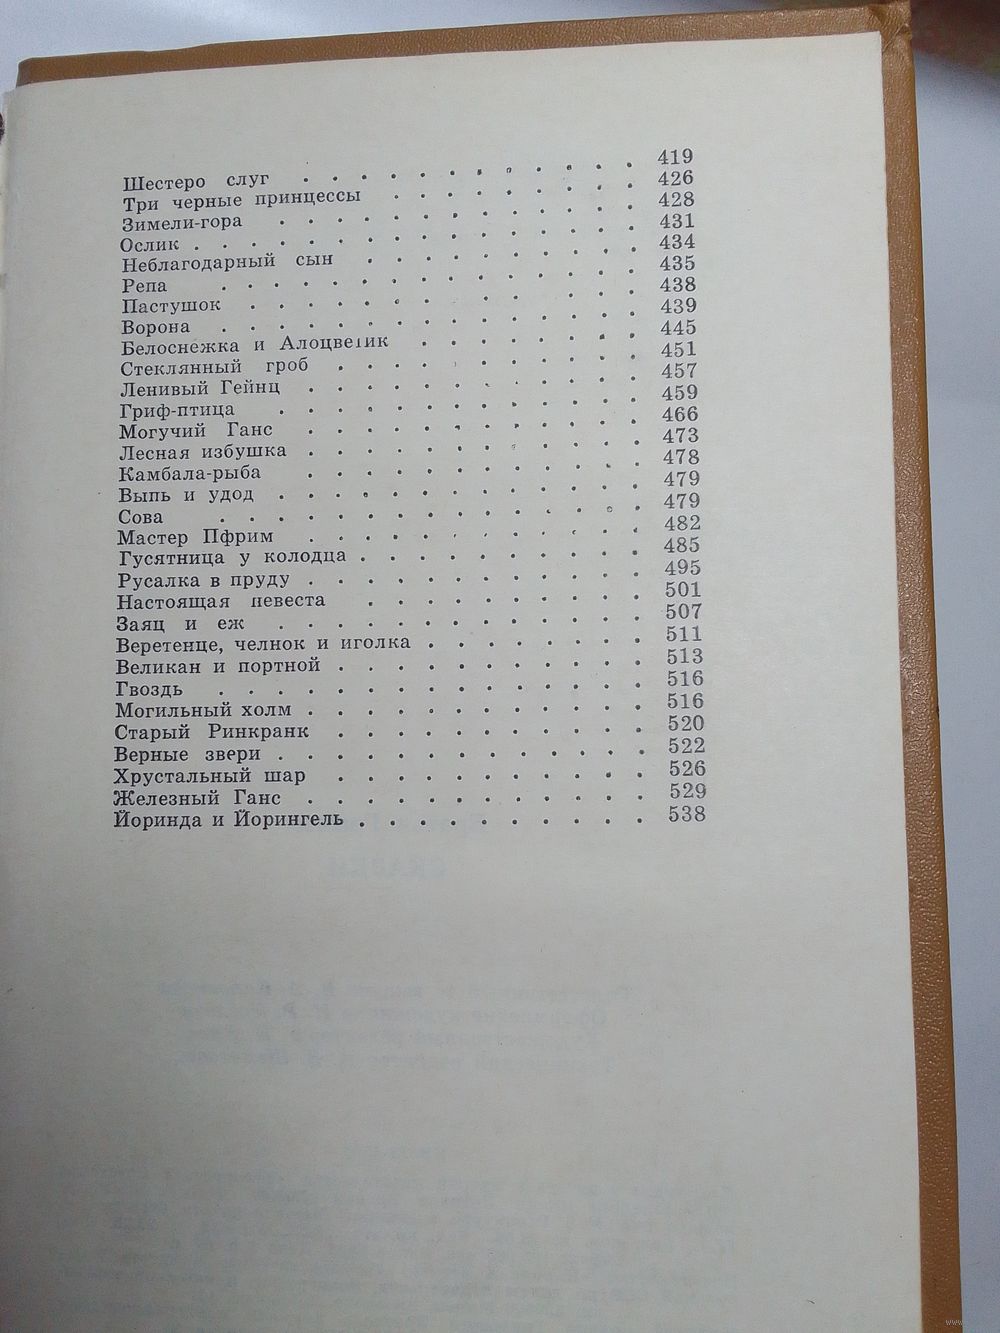 Шестеро слуг . . . . . . . . . . . . 419
Три черные принцессы . . . . . . . . . 426
Зимели-гора . . . . . . . . . . . . . 428
Ослик . . . . . . . . . . . . . . . . 431
Неблагодарный сын . . . . . . . . . . 434
Репа . . . . . . . . . . . . . . . 435
Пастушок . . . . . . . . . . . . . 438
Ворона . . . . . . . . . . . . . . . 439
Белоснежка и Алоцветик . . . . . . . . 445
Стеклянный гроб . . . . . . . . . . . 451
Ленивый Гейнц . . . . . . . . . . . . 457
Гриф-птица . . . . . . . . . . . . . 459
Могучий Ганс . . . . . . . . . . . . 466
Лесная избушка . . . . . . . . . . . . 473
Камбала-рыба . . . . . . . . . . . . 478
Выпь и удод . . . . . . . . . . . . . 479
Сова . . . . . . . . . . . . . . . 479
Мастер Пфрим . . . . . . . . . . . . 482
Гусятница у колодца . . . . . . . . . . 485
Русалка в пруду . . . . . . . . . . . . 495
Настоящая невеста . . . . . . . . . . 501
Заяц и еж . . . . . . . . . . . . . 507
Веретенце, челнок и иголка . . . . . . . . 511
Великан и портной . . . . . . . . . . . 513
Гвоздь . . . . . . . . . . . . . . . 516
Могильный холм . . . . . . . . . . . . 516
Старый Ринкранк . . . . . . . . . . . 520
Верные звери . . . . . . . . . . . . . 522
Хрустальный шар . . . . . . . . . . . 526
Железный Ганс . . . . . . . . . . . . 529
Йоринда и Йорингель . . . . . . . . . . 538